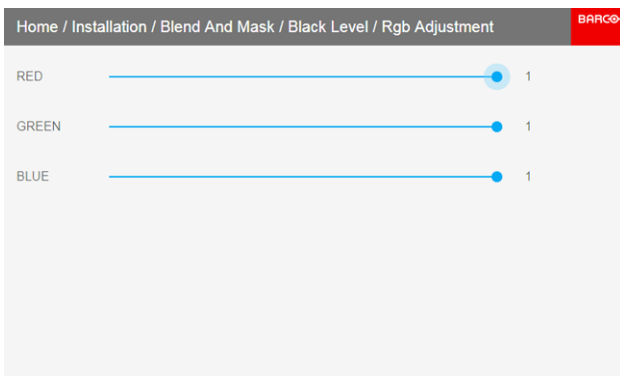 Home / Installation / Blend And Mask / Black Level / Rgb Adjustment
BARCO
RED 1
GREEN 1
BLUE 1